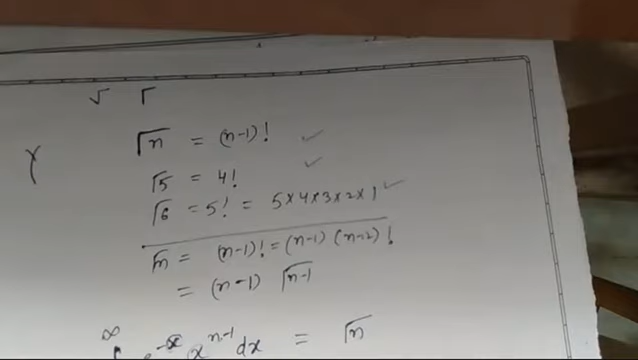 √ Γ
γ
Γn = (n-1)!
Γ5 = 4!
Γ6 = 5! = 5×4×3×2×1
Γn = (n-1)! = (n-1) (n-2)!
= (n-1) Γn-1
∫ ∞ e^-x x^n-1 dx = Γn